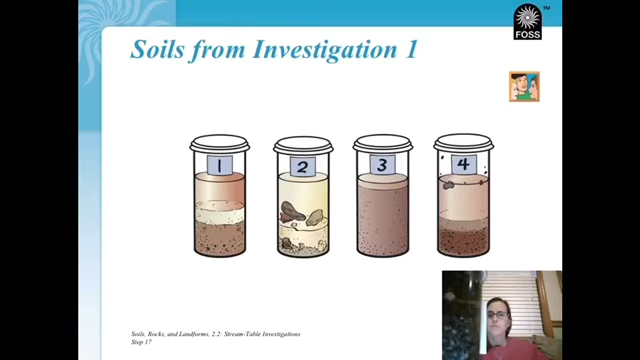 TM
FOSS
Soils from Investigation 1
1
2
3
4
Soils, Rocks, and Landforms, 2.2: Stream-Table Investigations
Step 17